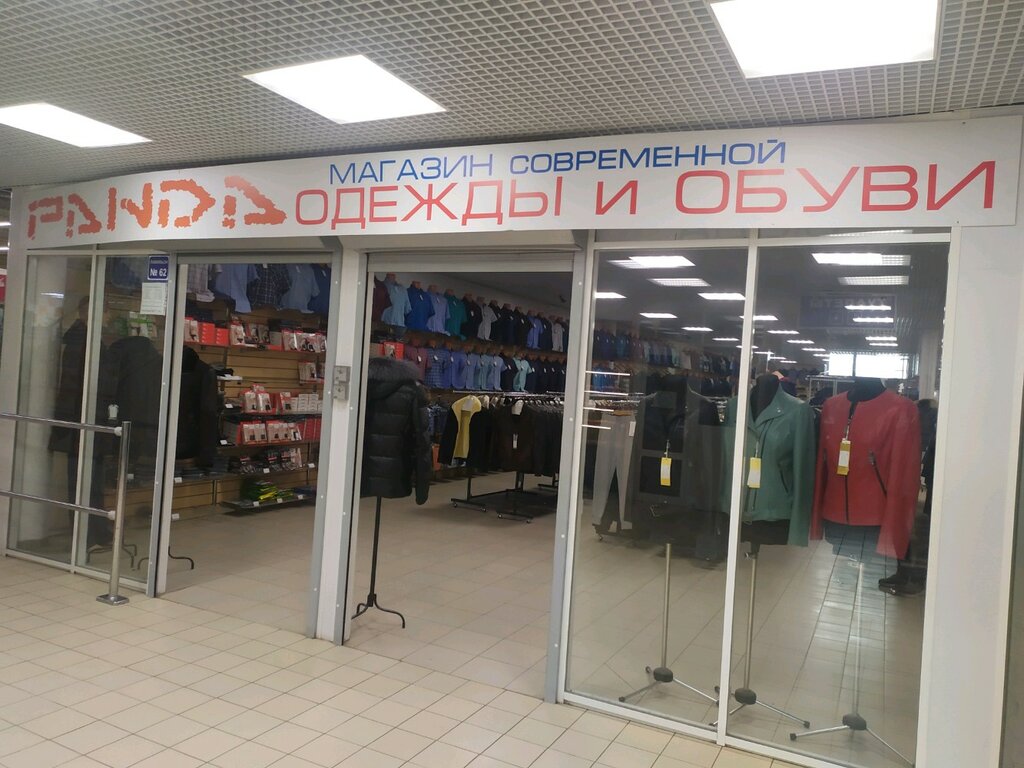 PANDA
МАГАЗИН СОВРЕМЕННОЙ
ОДЕЖДЫ И ОБУВИ
№ 62